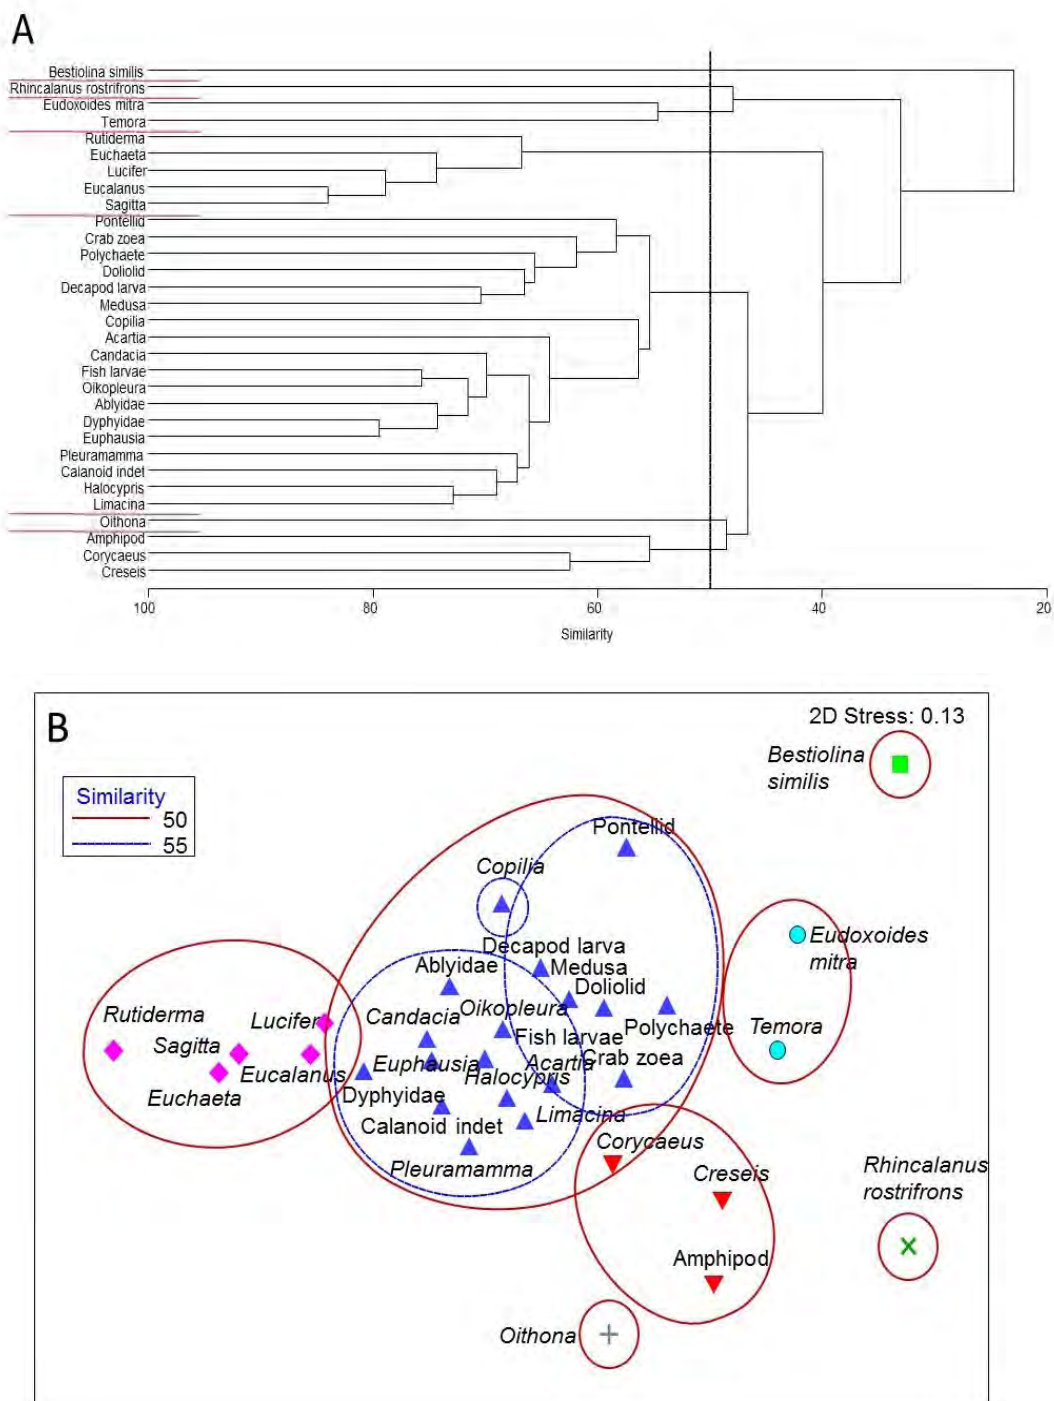 A
Bestiolina similis
Rhincalanus rostrifrons
Eudoxoides mitra
Temora
Rutiderma
Euchaeta
Lucifer
Eucalanus
Sagitta
Pontellid
Crab zoea
Polychaete
Doliolid
Decapod larva
Medusa
Copilia
Acartia
Candacia
Fish larvae
Oikopleura
Ablyidae
Dyphyidae
Euphausia
Pleuramamma
Calanoid indet
Halocypris
Limacina
Oithona
Amphipod
Corycaeus
Creseis
100 80 60 40 20
Similarity
B
2D Stress: 0.13
Bestiolina
similis
Similarity
50
55
Pontellid
Copilia
Eudoxoides
mitra
Decapod larva
Ablyidae
Medusa
Doliolid
Rutiderma
Lucifer
Candacia
Oikopleura
Fish larvae
Polychaete
Temora
Sagitta
Eucalanus
Euphausia
Acartia
Crab zoea
Halocypris
Euchaeta
Dyphyidae
Calanoid indet
Limacina
Pleuramamma
Corycaeus
Creseis
Rhincalanus
rostrifrons
Amphipod
Oithona